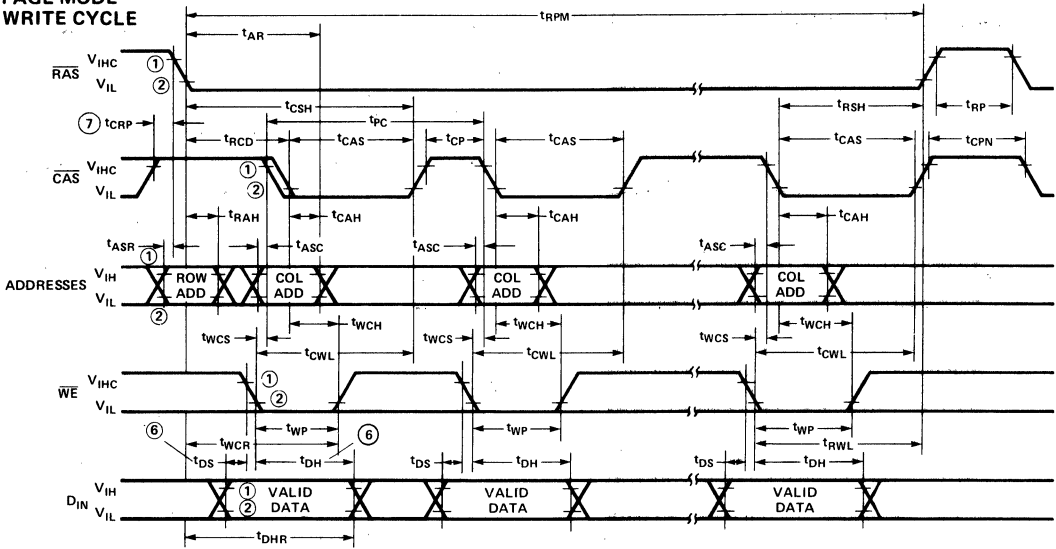 PAGE MODE
WRITE CYCLE
tRPM
tAR
RAS VIHC ①
VIL ②
tCSH tRSH tRP
tPC
⑦ tCRP
tRCD tCAS tCP tCAS tCAS tCPN
CAS VIHC ①
VIL ②
tRAH tCAH tCAH tCAH
tASR tASC tASC tASC
①
ADDRESSES VIH ROW ADD COL ADD COL ADD COL ADD
VIL
②
tWCH tWCH tWCH
tWCS tWCS tWCS
tCWL tCWL tCWL
WE VIHC ①
VIL ②
tWP tWP tWP
⑥ tWCR ⑥ tRWL
tDS tDH tDS tDH tDS tDH
DIN VIH ① VALID DATA VALID DATA VALID DATA
VIL ②
tDHR